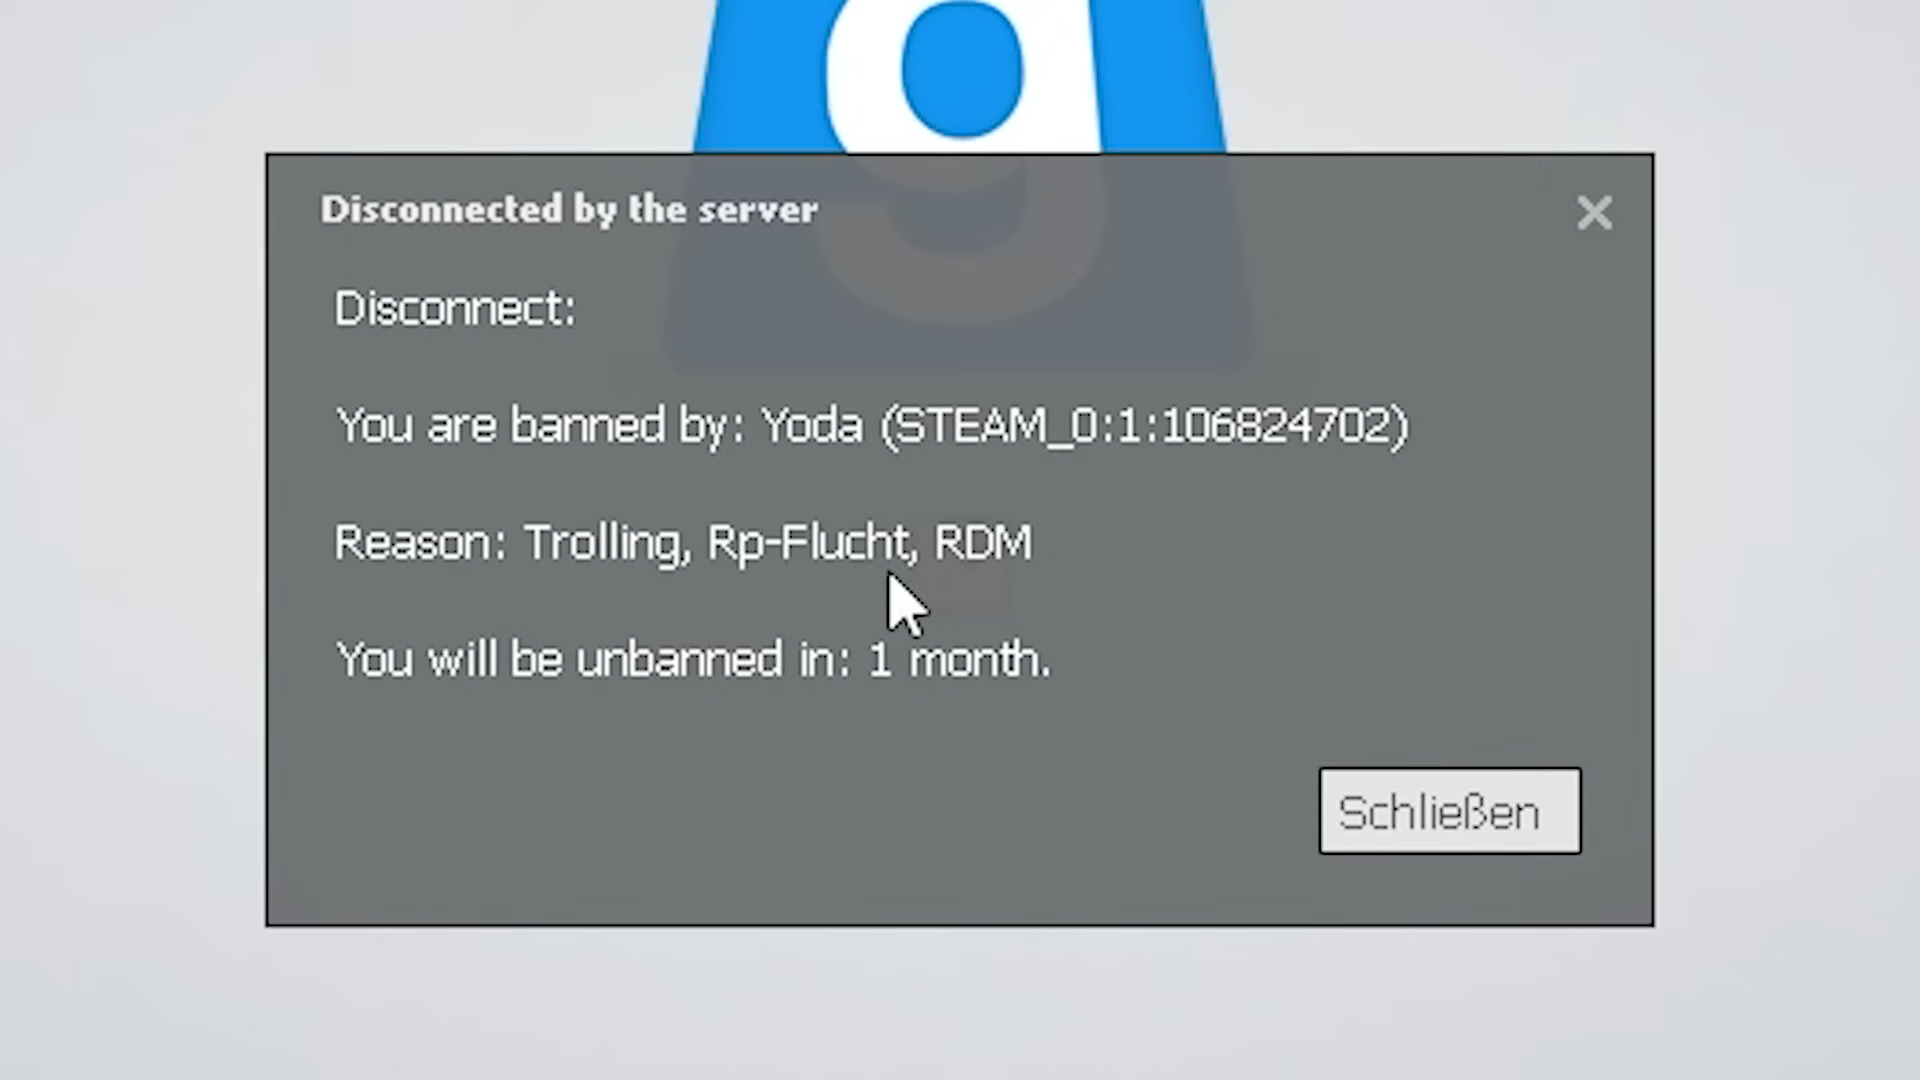 g
Disconnected by the server
Disconnect:
You are banned by: Yoda (STEAM_0:1:106824702)
Reason: Trolling, Rp-Flucht, RDM
You will be unbanned in: 1 month.
Schließen